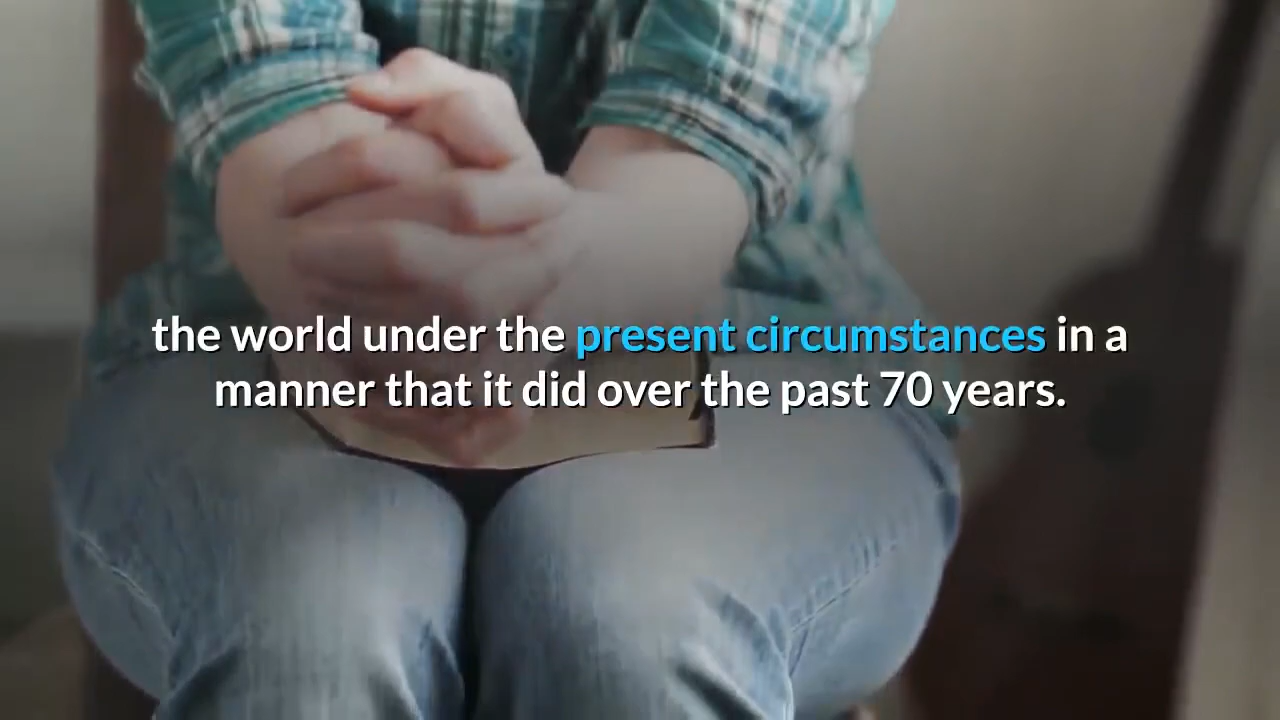 the world under the present circumstances in a
manner that it did over the past 70 years.